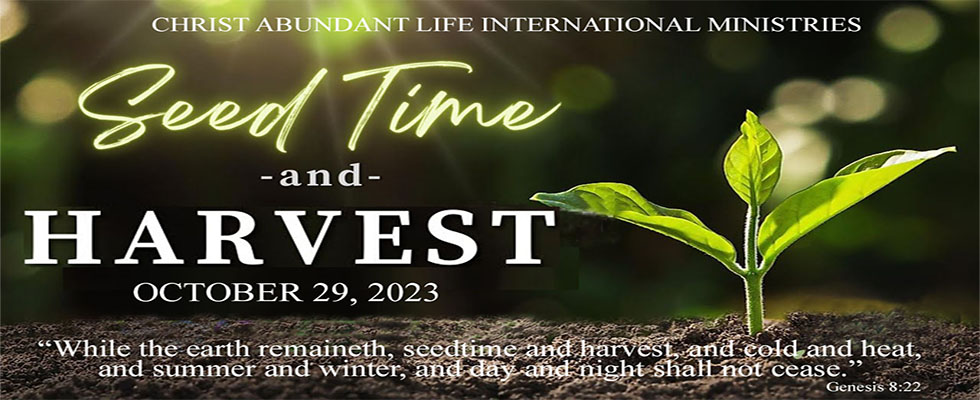 CHRIST ABUNDANT LIFE INTERNATIONAL MINISTRIES
Seed Time
-and-
HARVEST
OCTOBER 29, 2023
“While the earth remaineth, seedtime and harvest, and cold and heat,
and summer and winter, and day and night shall not cease.”
Genesis 8:22